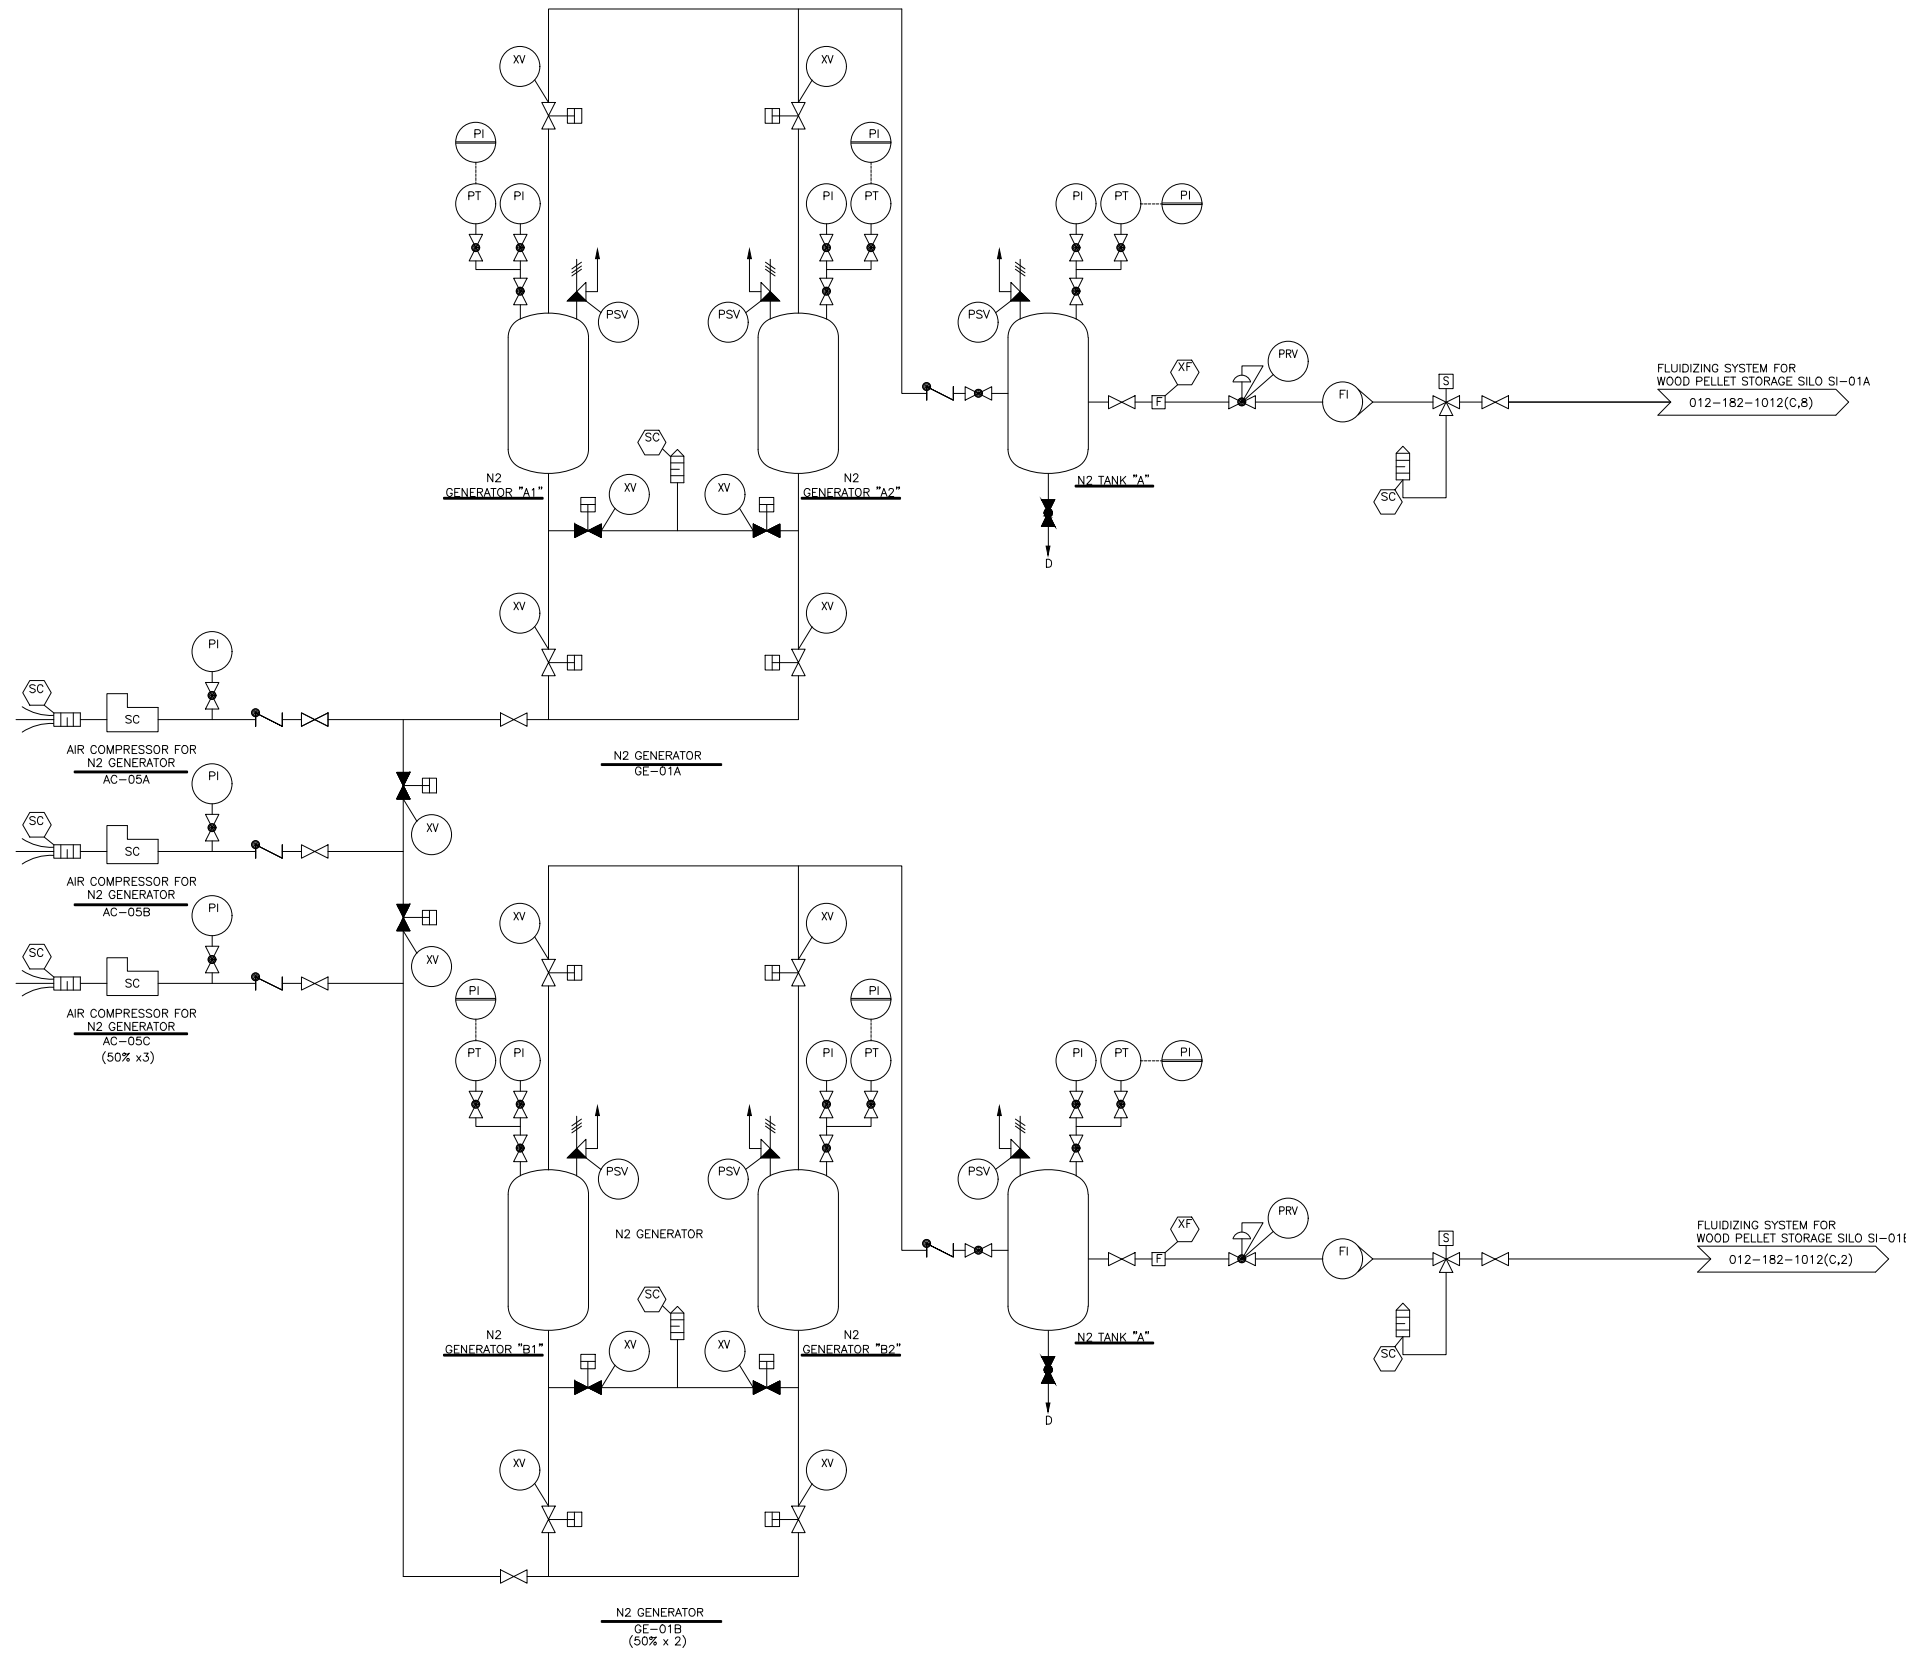 XV
XV
PI
PI
PT
PI
PI
PT
PI
PT
PI
PSV
PSV
PSV
XF
PRV
FLUIDIZING SYSTEM FOR
WOOD PELLET STORAGE SILO SI-01A
F
FI
S
012-182-1012(C,8)
SC
N2
GENERATOR "A1"
XV
XV
N2
GENERATOR "A2"
N2 TANK "A"
SC
D
XV
XV
PI
SC
SC
AIR COMPRESSOR FOR
N2 GENERATOR
AC-05A
N2 GENERATOR
GE-01A
PI
SC
SC
XV
AIR COMPRESSOR FOR
N2 GENERATOR
AC-05B
PI
XV
XV
SC
SC
XV
AIR COMPRESSOR FOR
N2 GENERATOR
AC-05C
(50% x3)
PI
PI
PT
PI
PI
PT
PI
PT
PI
PSV
PSV
PSV
N2 GENERATOR
XF
PRV
FLUIDIZING SYSTEM FOR
WOOD PELLET STORAGE SILO SI-01
F
FI
S
012-182-1012(C,2)
SC
N2
GENERATOR "B1"
XV
XV
N2
GENERATOR "B2"
N2 TANK "A"
SC
D
XV
XV
N2 GENERATOR
GE-01B
(50% x 2)